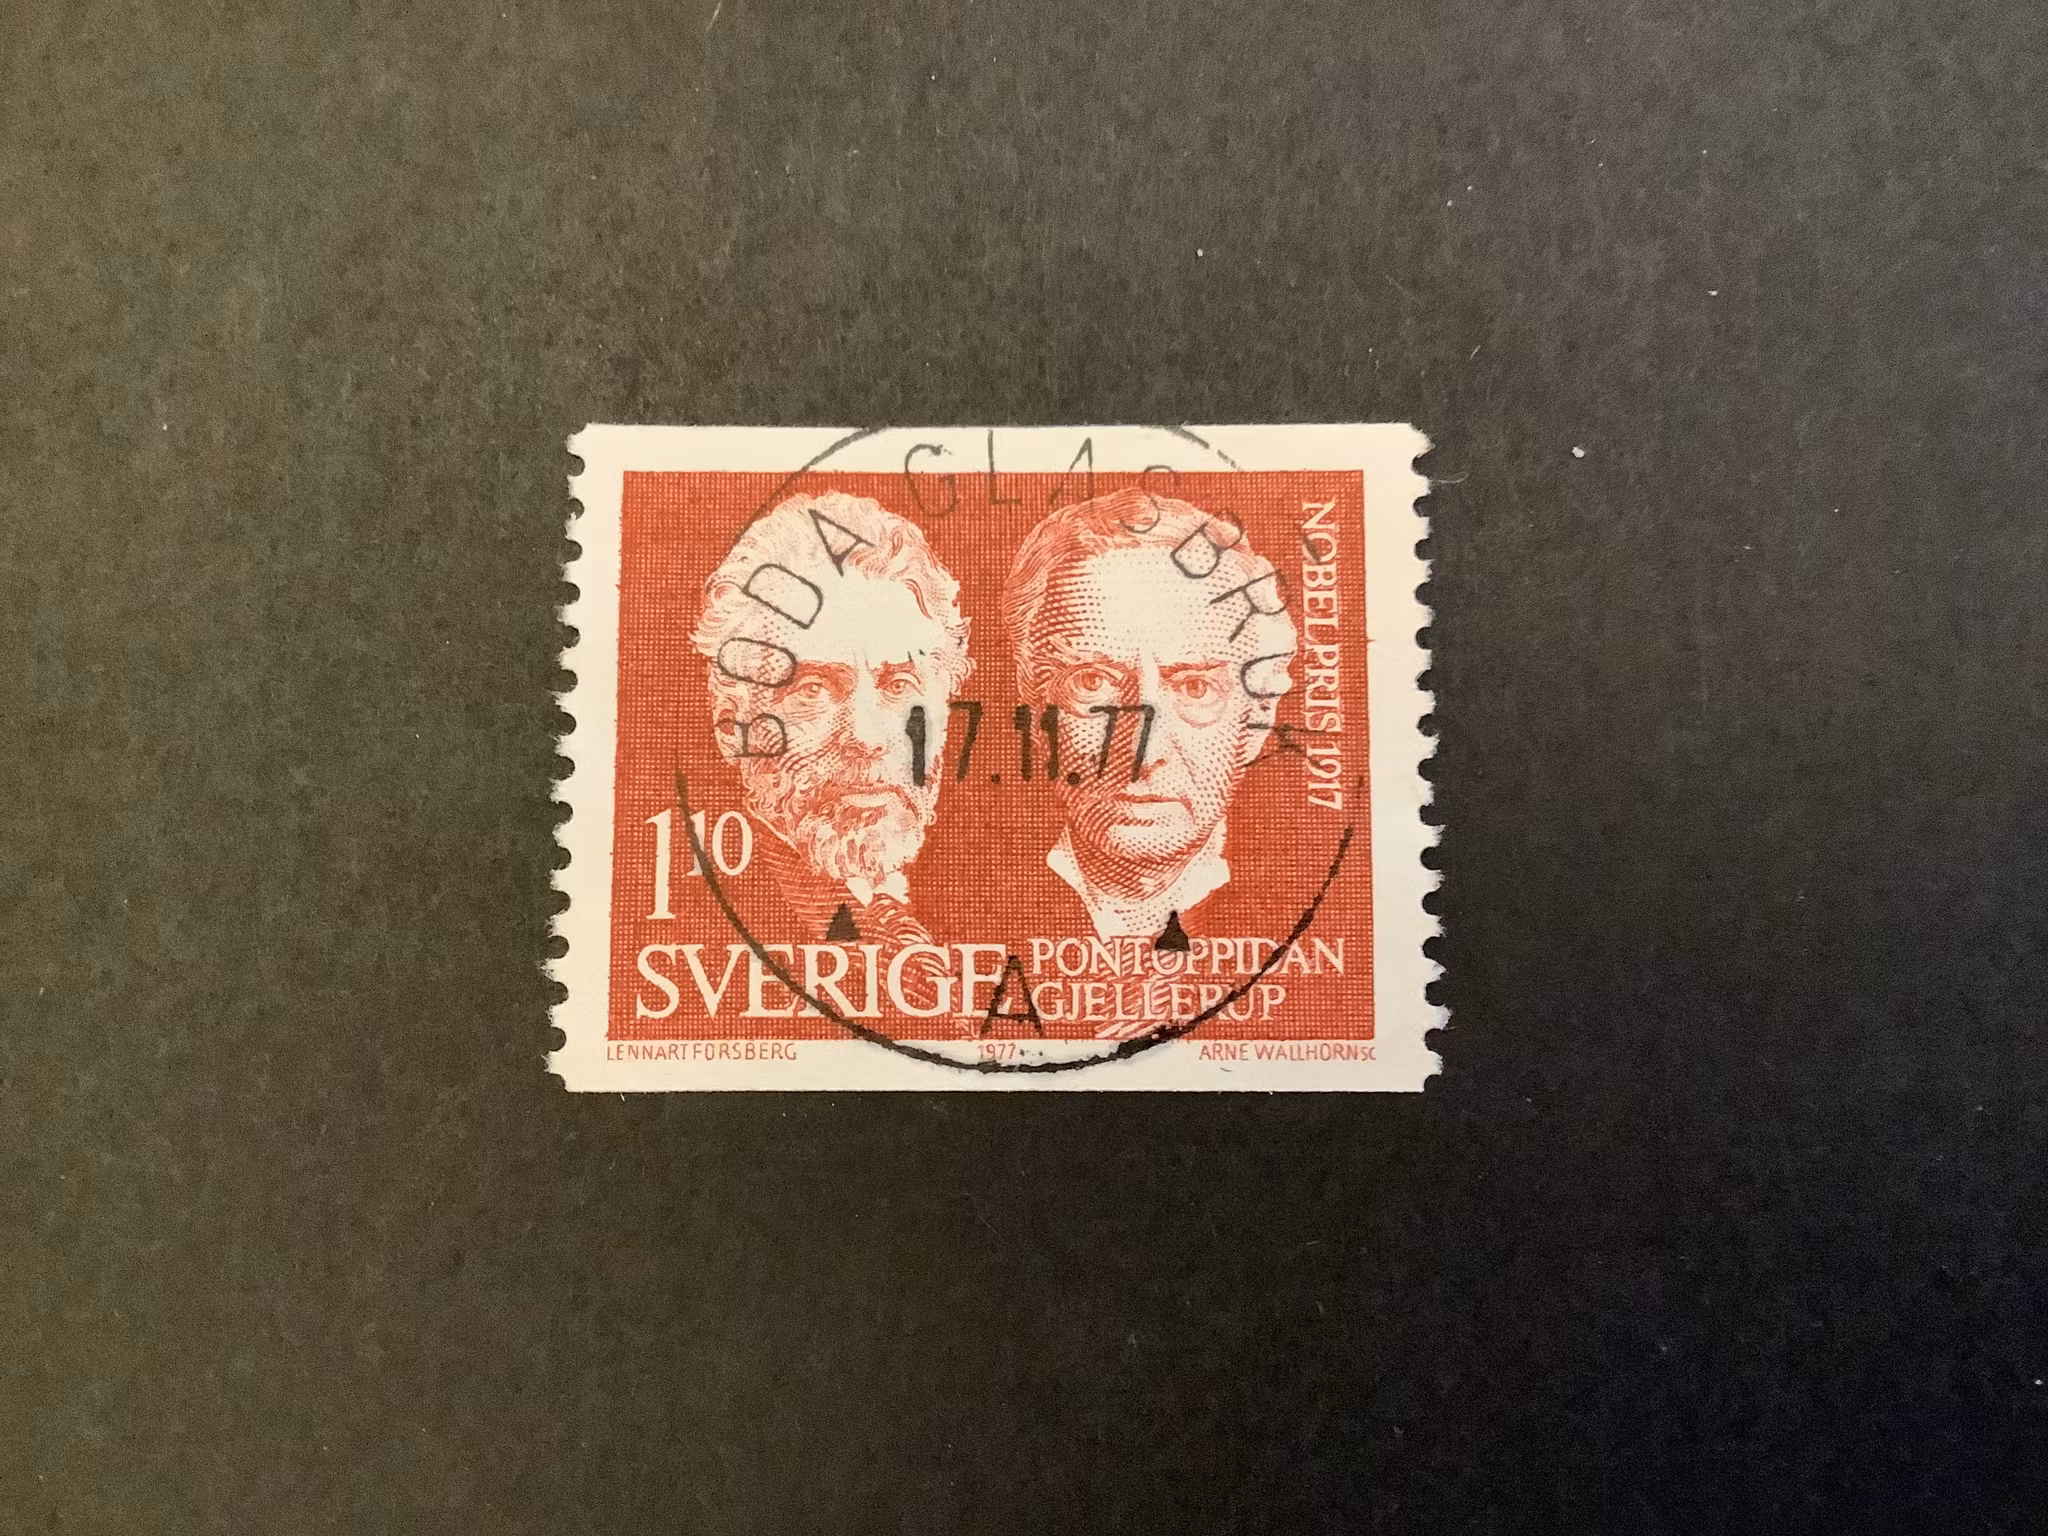 BODA GLASBRUK
17.11.77
A
NOBELPRIS 1917
1 10
SVERIGE
PONTOPPIDAN
GJELLERUP
LENNART FORSBERG
1977
ARNE WALLHORN SC